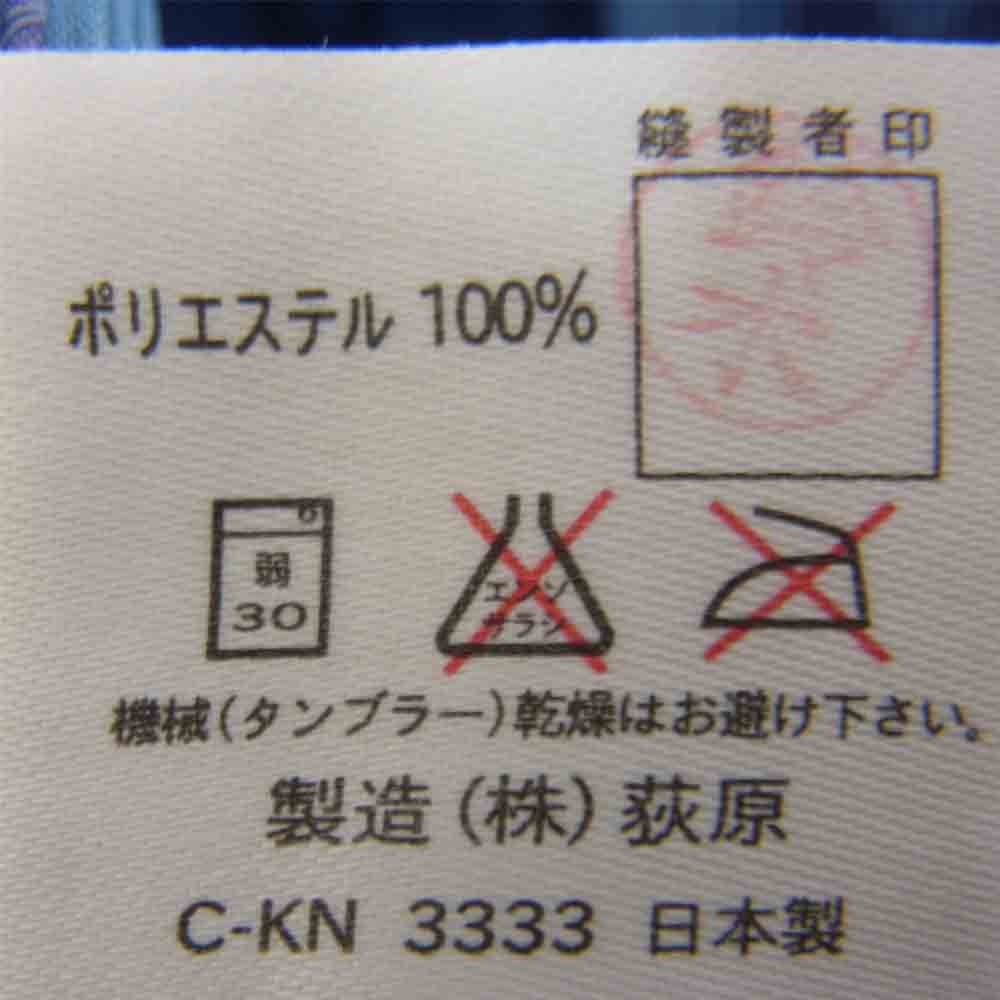 縫製者印
ポリエステル 100%
弱
30
エンソ
サラシ
機械(タンブラー)乾燥はお避け下さい。
製造(株)荻原
C-KN 3333 日本製